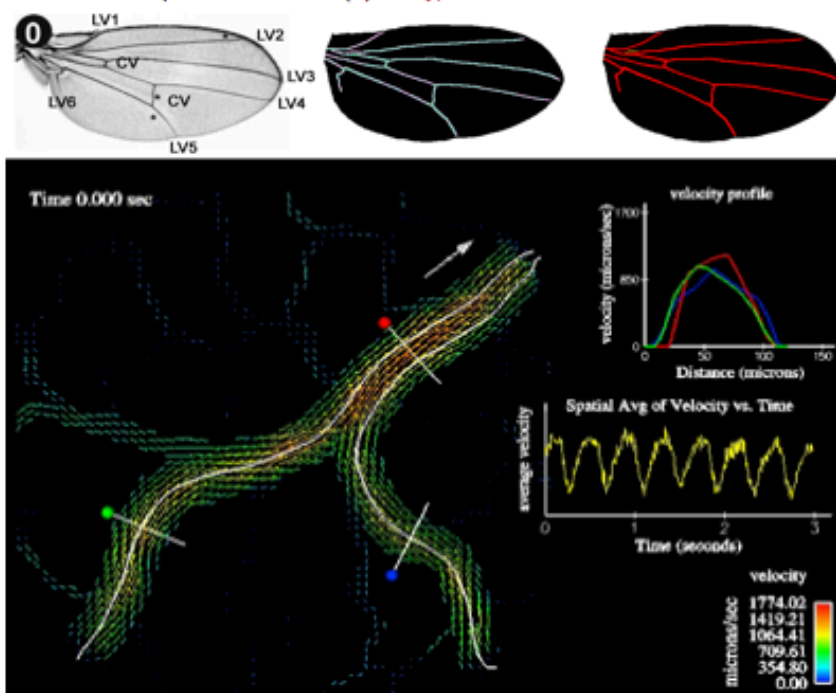 0
LV1
LV2
CV
LV3
CV
LV4
LV6
LV5
Time 0.000 sec
velocity profile
velocity (microns/sec)
1700
850
0
0 50 100 150
Distance (microns)
Spatial Avg of Velocity vs. Time
average velocity
0 1 2 3
Time (seconds)
velocity
microns/sec
1774.02
1419.21
1064.41
709.61
354.80
0.00